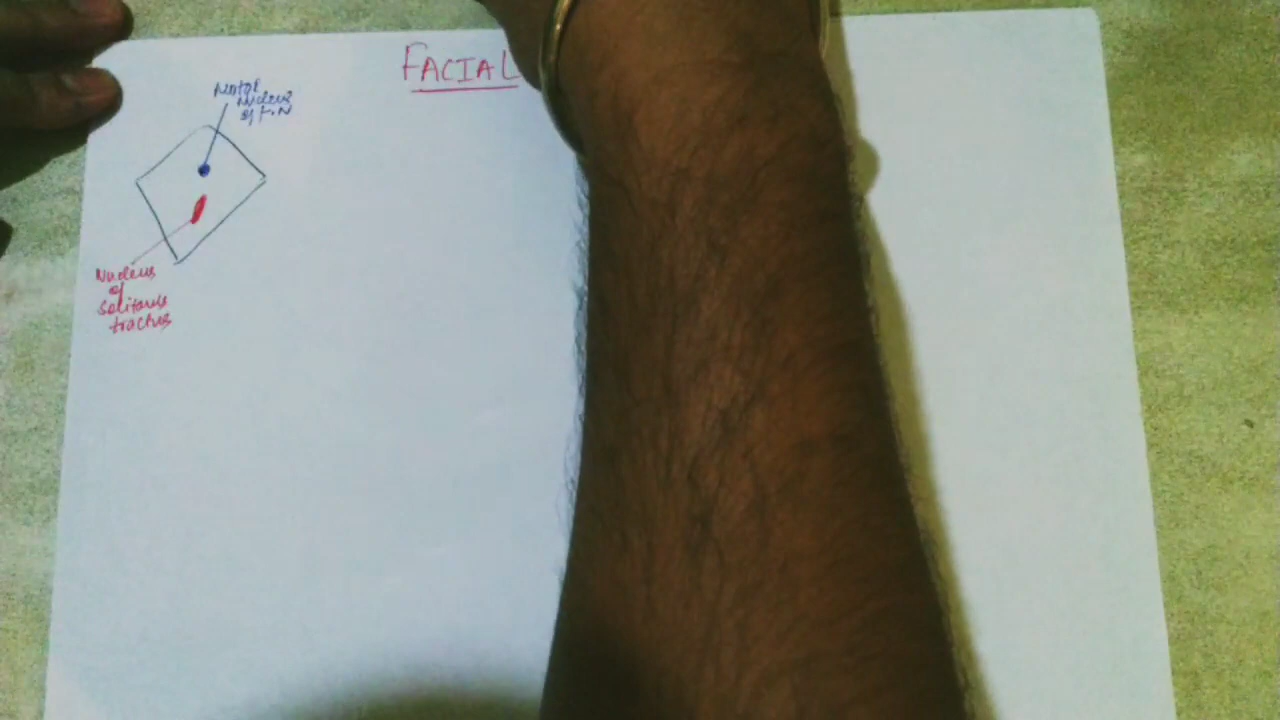 FACIAL
Motor
Nucleus
of F.N
Nucleus
of
Solitarius
tractus